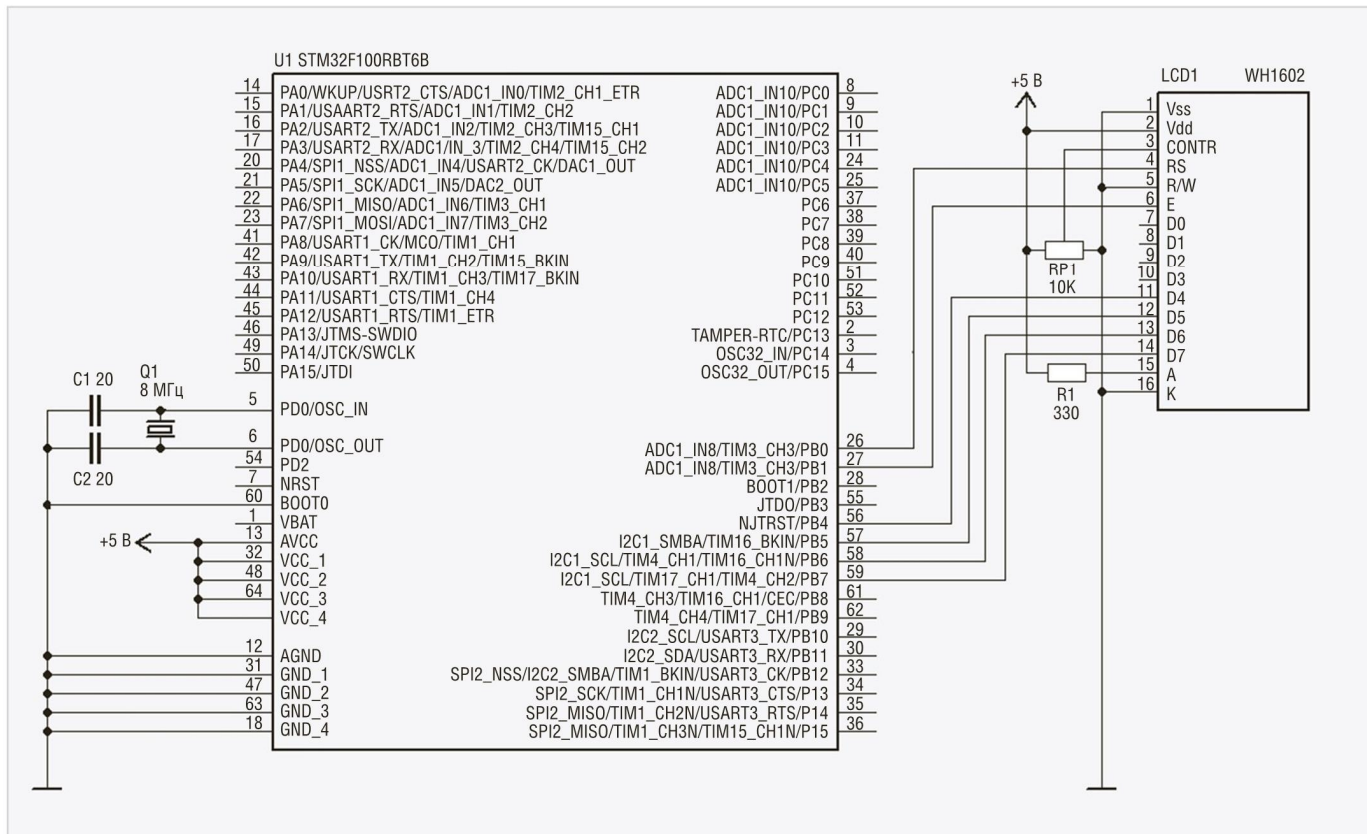 U1 STM32F100RBT6B
14 PA0/WKUP/USRT2_CTS/ADC1_IN0/TIM2_CH1_ETR
15 PA1/USAART2_RTS/ADC1_IN1/TIM2_CH2
16 PA2/USART2_TX/ADC1_IN2/TIM2_CH3/TIM15_CH1
17 PA3/USART2_RX/ADC1/IN_3/TIM2_CH4/TIM15_CH2
20 PA4/SPI1_NSS/ADC1_IN4/USART2_CK/DAC1_OUT
21 PA5/SPI1_SCK/ADC1_IN5/DAC2_OUT
22 PA6/SPI1_MISO/ADC1_IN6/TIM3_CH1
23 PA7/SPI1_MOSI/ADC1_IN7/TIM3_CH2
41 PA8/USART1_CK/MCO/TIM1_CH1
42 PA9/USART1_TX/TIM1_CH2/TIM15_BKIN
43 PA10/USART1_RX/TIM1_CH3/TIM17_BKIN
44 PA11/USART1_CTS/TIM1_CH4
45 PA12/USART1_RTS/TIM1_ETR
46 PA13/JTMS-SWDIO
49 PA14/JTCK/SWCLK
50 PA15/JTDI
5 PD0/OSC_IN
6 PD0/OSC_OUT
54 PD2
7 NRST
60 BOOT0
1 VBAT
13 AVCC
32 VCC_1
48 VCC_2
64 VCC_3
VCC_4
12 AGND
31 GND_1
47 GND_2
63 GND_3
18 GND_4
C1 20
Q1
8 МГц
C2 20
+5 В
ADC1_IN10/PC0 8
ADC1_IN10/PC1 9
ADC1_IN10/PC2 10
ADC1_IN10/PC3 11
ADC1_IN10/PC4 24
ADC1_IN10/PC5 25
PC6 37
PC7 38
PC8 39
PC9 40
PC10 51
PC11 52
PC12 53
TAMPER-RTC/PC13 2
OSC32_IN/PC14 3
OSC32_OUT/PC15 4
ADC1_IN8/TIM3_CH3/PB0 26
ADC1_IN8/TIM3_CH3/PB1 27
BOOT1/PB2 28
JTDO/PB3 55
NJTRST/PB4 56
I2C1_SMBA/TIM16_BKIN/PB5 57
I2C1_SCL/TIM4_CH1/TIM16_CH1N/PB6 58
I2C1_SCL/TIM17_CH1/TIM4_CH2/PB7 59
TIM4_CH3/TIM16_CH1/CEC/PB8 61
TIM4_CH4/TIM17_CH1/PB9 62
I2C2_SCL/USART3_TX/PB10 29
I2C2_SDA/USART3_RX/PB11 30
SPI2_NSS/I2C2_SMBA/TIM1_BKIN/USART3_CK/PB12 33
SPI2_SCK/TIM1_CH1N/USART3_CTS/P13 34
SPI2_MISO/TIM1_CH2N/USART3_RTS/P14 35
SPI2_MISO/TIM1_CH3N/TIM15_CH1N/P15 36
+5 В
RP1
10K
R1
330
LCD1 WH1602
1 Vss
2 Vdd
3 CONTR
4 RS
5 R/W
6 E
7 D0
8 D1
9 D2
10 D3
11 D4
12 D5
13 D6
14 D7
15 A
16 K